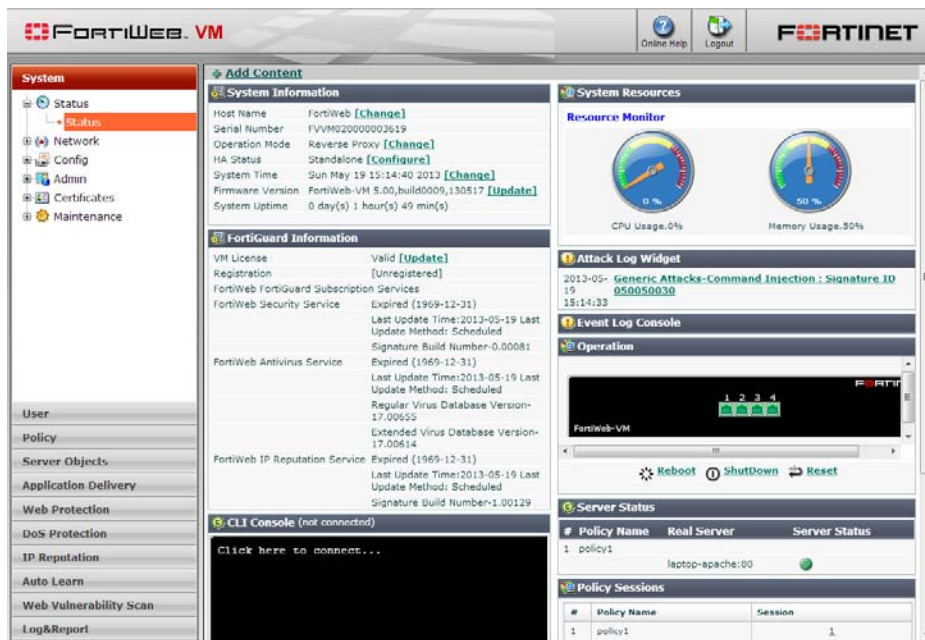 FORTIWEB. VM
Online Help
Logout
FORTINET
System
Status
Status
Network
Config
Admin
Certificates
Maintenance
User
Policy
Server Objects
Application Delivery
Web Protection
DoS Protection
IP Reputation
Auto Learn
Web Vulnerability Scan
Log&Report
Add Content
System Information
Host Name FortiWeb [Change]
Serial Number FVVM020000003619
Operation Mode Reverse Proxy [Change]
HA Status Standalone [Configure]
System Time Sun May 19 15:14:40 2013 [Change]
Firmware Version FortiWeb-VM 5.00,build0009,130517 [Update]
System Uptime 0 day(s) 1 hour(s) 49 min(s)
FortiGuard Information
VM License Valid [Update]
Registration [Unregistered]
FortiWeb FortiGuard Subscription Services
FortiWeb Security Service Expired (1969-12-31)
Last Update Time:2013-05-19 Last
Update Method: Scheduled
Signature Build Number-0.00081
FortiWeb Antivirus Service Expired (1969-12-31)
Last Update Time:2013-05-19 Last
Update Method: Scheduled
Regular Virus Database Version-
17.00655
Extended Virus Database Version-
17.00614
FortiWeb IP Reputation Service Expired (1969-12-31)
Last Update Time:2013-05-19 Last
Update Method: Scheduled
Signature Build Number-1.00129
CLI Console (not connected)
Click here to connect...
System Resources
Resource Monitor
0 %
50 %
CPU Usage,0%
Memory Usage,50%
Attack Log Widget
2013-05- Generic Attacks-Command Injection : Signature ID
19 050050030
15:14:33
Event Log Console
Operation
FORTIN
1 2 3 4
FortiWeb-VM
Reboot ShutDown Reset
Server Status
# Policy Name Real Server Server Status
1 policy1
laptop-apache:80
Policy Sessions
# Policy Name Session
1 policy1 1